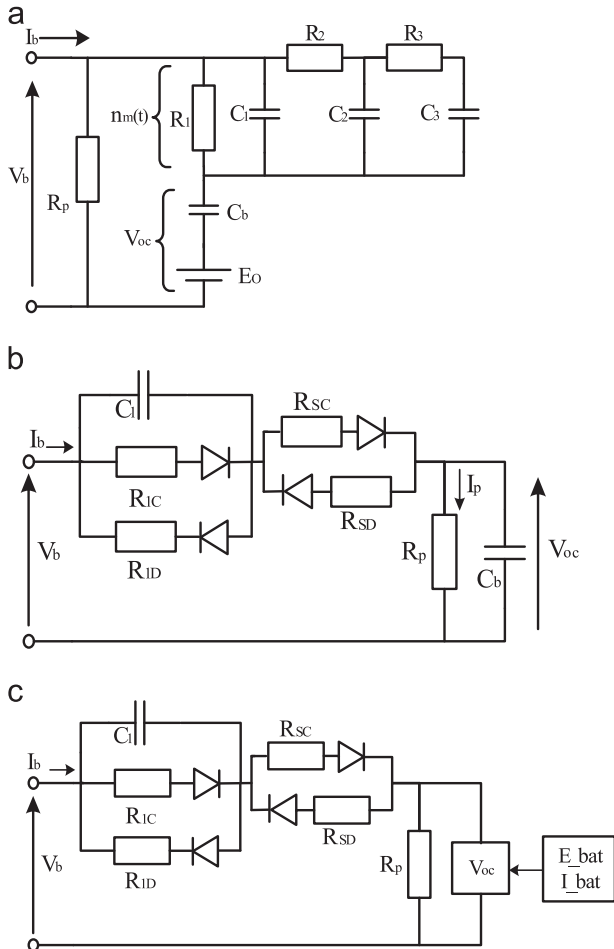 a
Ib
R2
R3
nm(t)
R1
C1
C2
C3
Vb
Rp
Voc
Cb
EO
b
C1
RSC
Ib
R1C
RSD
Ip
R1D
Vb
Rp
Cb
Voc
c
C1
RSC
Ib
R1C
RSD
R1D
Vb
Rp
Voc
E_bat
I_bat